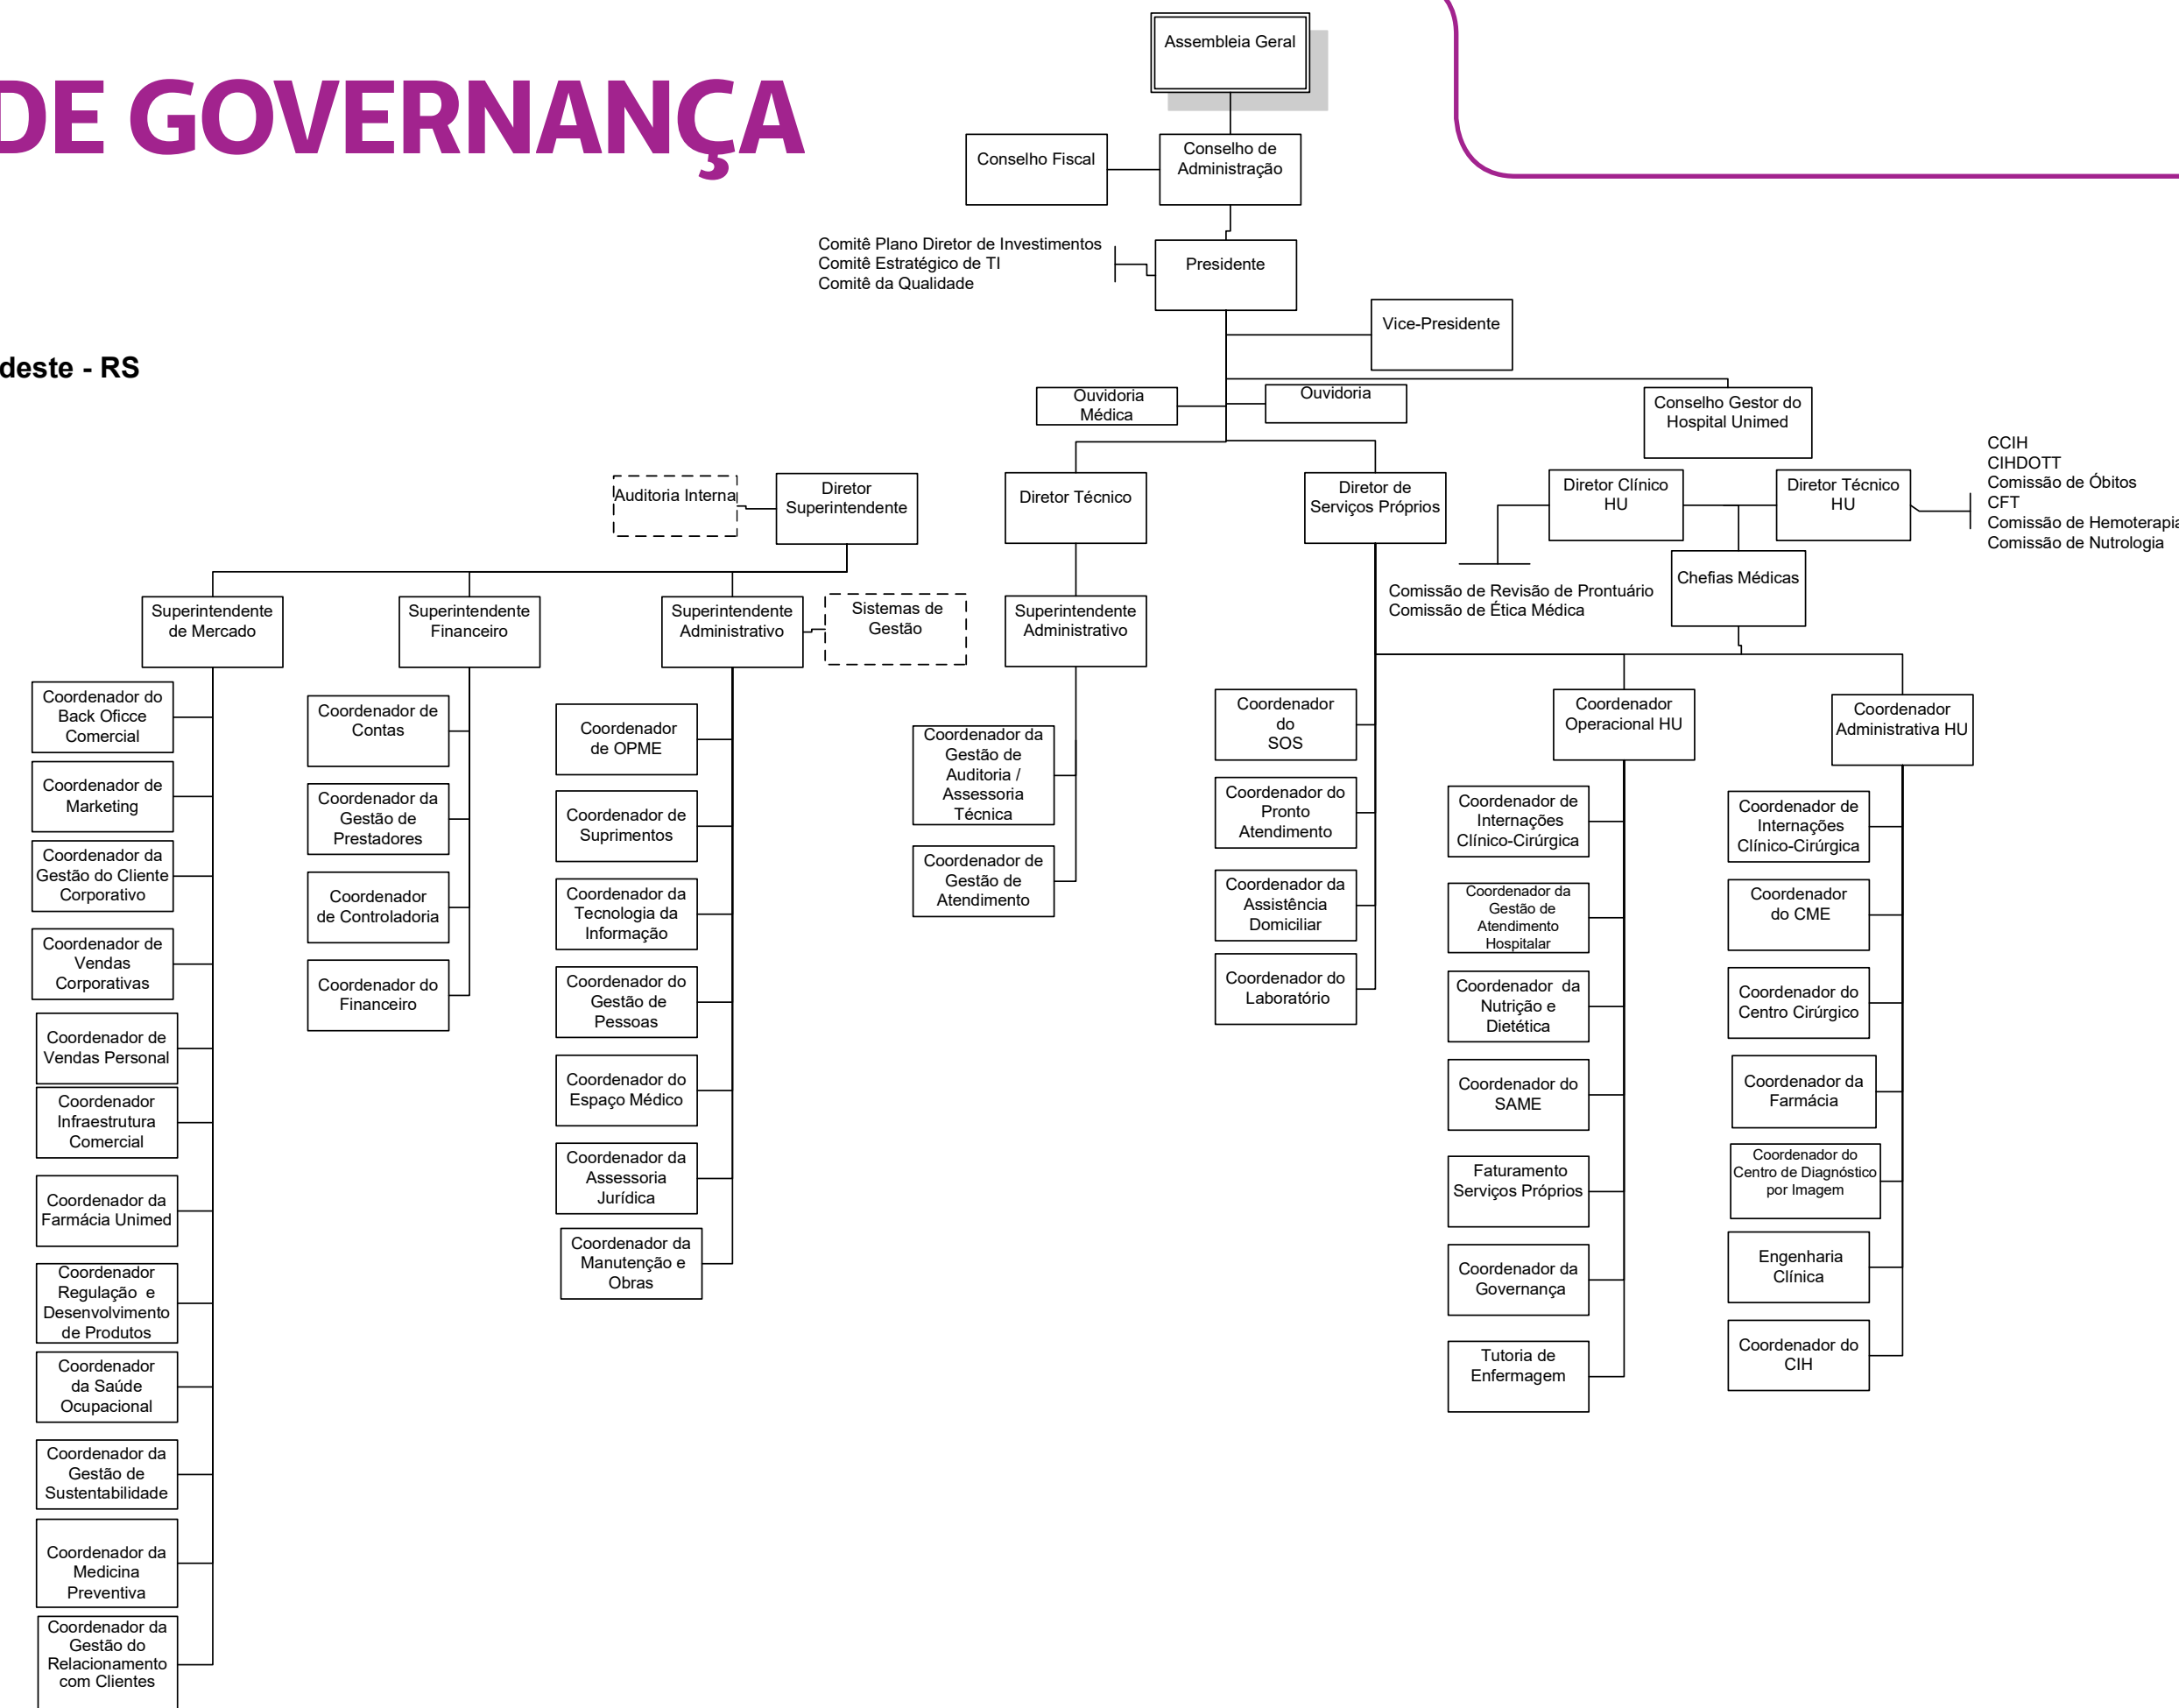 DE GOVERNANÇA
deste - RS
Assembleia Geral
Conselho Fiscal
Conselho de
Administração
Comitê Plano Diretor de Investimentos
Comitê Estratégico de TI
Comitê da Qualidade
Presidente
Vice-Presidente
Ouvidoria
Médica
Ouvidoria
Conselho Gestor do
Hospital Unimed
Auditoria Interna
Diretor
Superintendente
Diretor Técnico
Diretor de
Serviços Próprios
Diretor Clínico
HU
Diretor Técnico
HU
CCIH
CIHDOTT
Comissão de Óbitos
CFT
Comissão de Hemoterapia
Comissão de Nutrologia
Chefias Médicas
Comissão de Revisão de Prontuário
Comissão de Ética Médica
Superintendente
de Mercado
Superintendente
Financeiro
Superintendente
Administrativo
Sistemas de
Gestão
Superintendente
Administrativo
Coordenador do
Back Oficce
Comercial
Coordenador de
Marketing
Coordenador da
Gestão do Cliente
Corporativo
Coordenador de
Vendas
Corporativas
Coordenador de
Vendas Personal
Coordenador
Infraestrutura
Comercial
Coordenador da
Farmácia Unimed
Coordenador
Regulação e
Desenvolvimento
de Produtos
Coordenador
da Saúde
Ocupacional
Coordenador da
Gestão de
Sustentabilidade
Coordenador da
Medicina
Preventiva
Coordenador da
Gestão do
Relacionamento
com Clientes
Coordenador de
Contas
Coordenador da
Gestão de
Prestadores
Coordenador
de Controladoria
Coordenador do
Financeiro
Coordenador
de OPME
Coordenador de
Suprimentos
Coordenador da
Tecnologia da
Informação
Coordenador do
Gestão de
Pessoas
Coordenador do
Espaço Médico
Coordenador da
Assessoria
Jurídica
Coordenador da
Manutenção e
Obras
Coordenador da
Gestão de
Auditoria /
Assessoria
Técnica
Coordenador de
Gestão de
Atendimento
Coordenador
do
SOS
Coordenador do
Pronto
Atendimento
Coordenador da
Assistência
Domiciliar
Coordenador do
Laboratório
Coordenador
Operacional HU
Coordenador de
Internações
Clínico-Cirúrgica
Coordenador da
Gestão de
Atendimento
Hospitalar
Coordenador da
Nutrição e
Dietética
Coordenador do
SAME
Faturamento
Serviços Próprios
Coordenador da
Governança
Tutoria de
Enfermagem
Coordenador
Administrativa HU
Coordenador de
Internações
Clínico-Cirúrgica
Coordenador
do CME
Coordenador do
Centro Cirúrgico
Coordenador da
Farmácia
Coordenador do
Centro de Diagnóstico
por Imagem
Engenharia
Clínica
Coordenador do
CIH